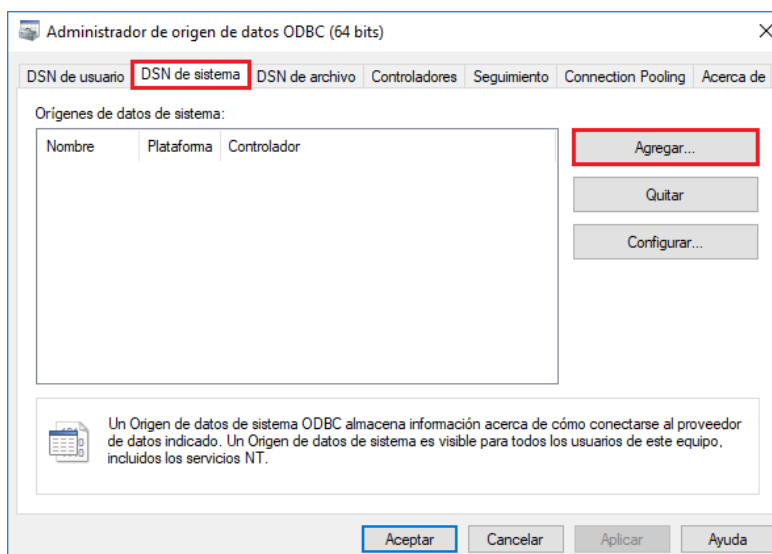 Administrador de origen de datos ODBC (64 bits)
DSN de usuario DSN de sistema DSN de archivo Controladores Seguimiento Connection Pooling Acerca de
Orígenes de datos de sistema:
Nombre Plataforma Controlador
Agregar...
Quitar
Configurar...
Un Origen de datos de sistema ODBC almacena información acerca de cómo conectarse al proveedor
de datos indicado. Un Origen de datos de sistema es visible para todos los usuarios de este equipo,
incluidos los servicios NT.
Aceptar Cancelar Aplicar Ayuda